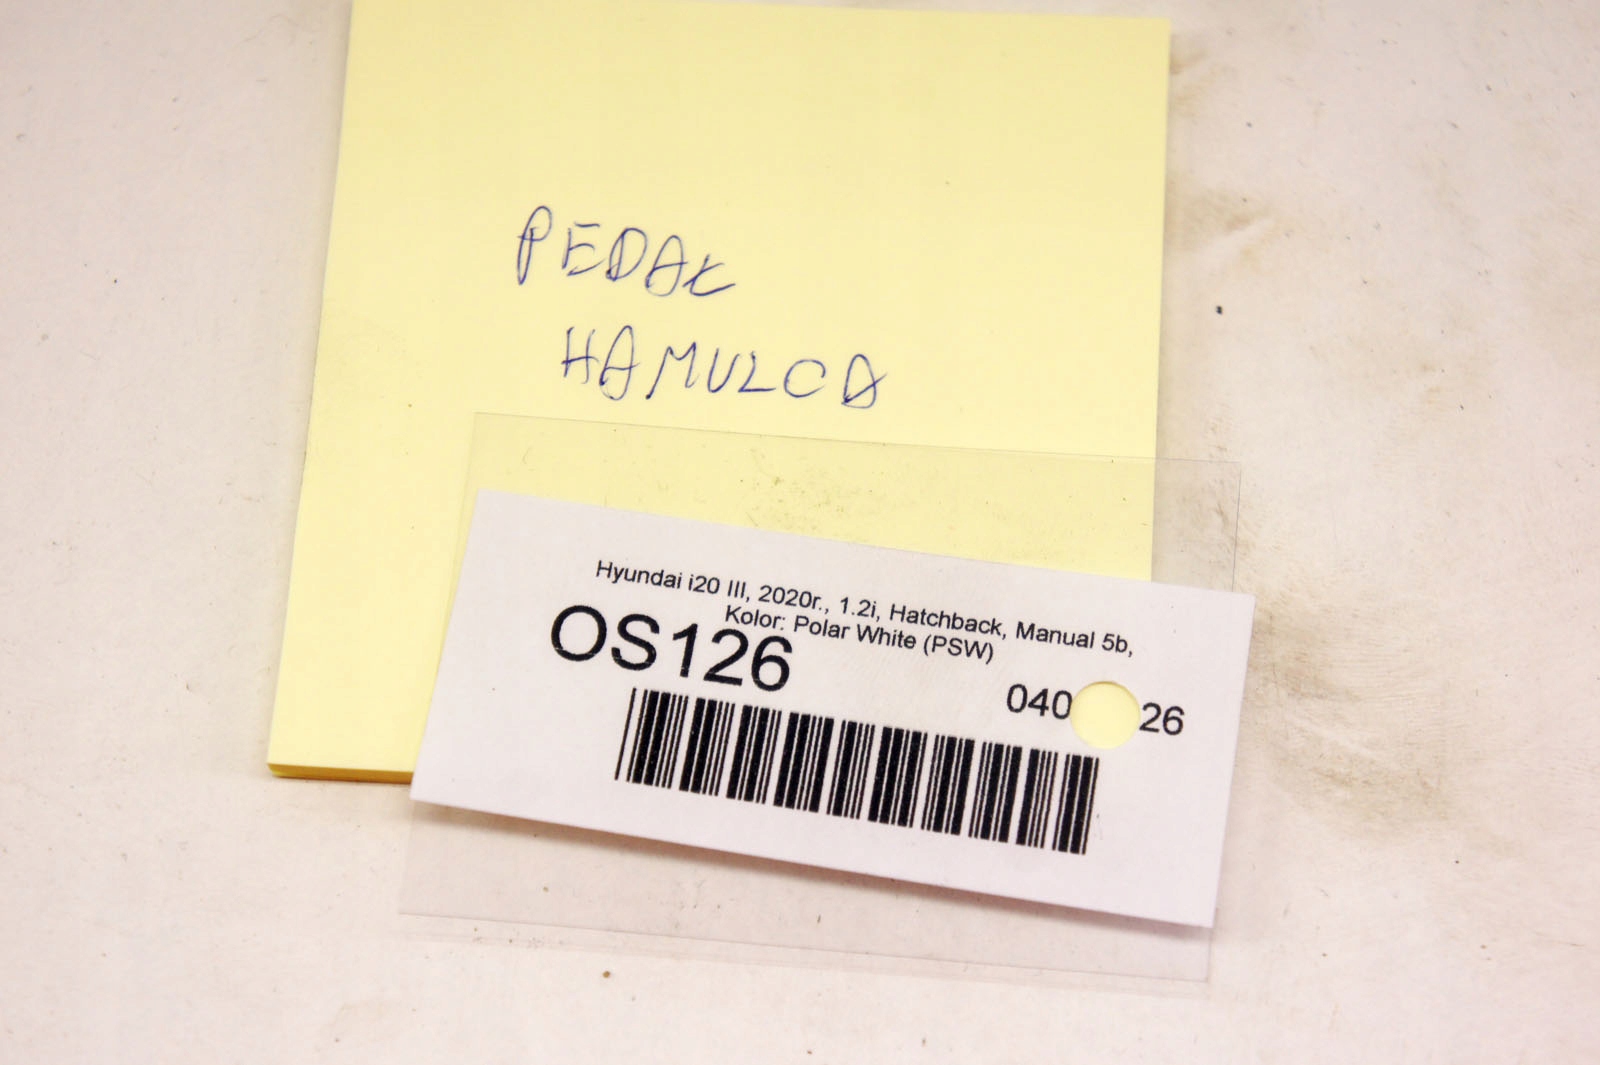 PEDAŁ
HAMULCA
Hyundai i20 III, 2020r., 1.2i, Hatchback, Manual 5b,
Kolor: Polar White (PSW)
OS126
040 26